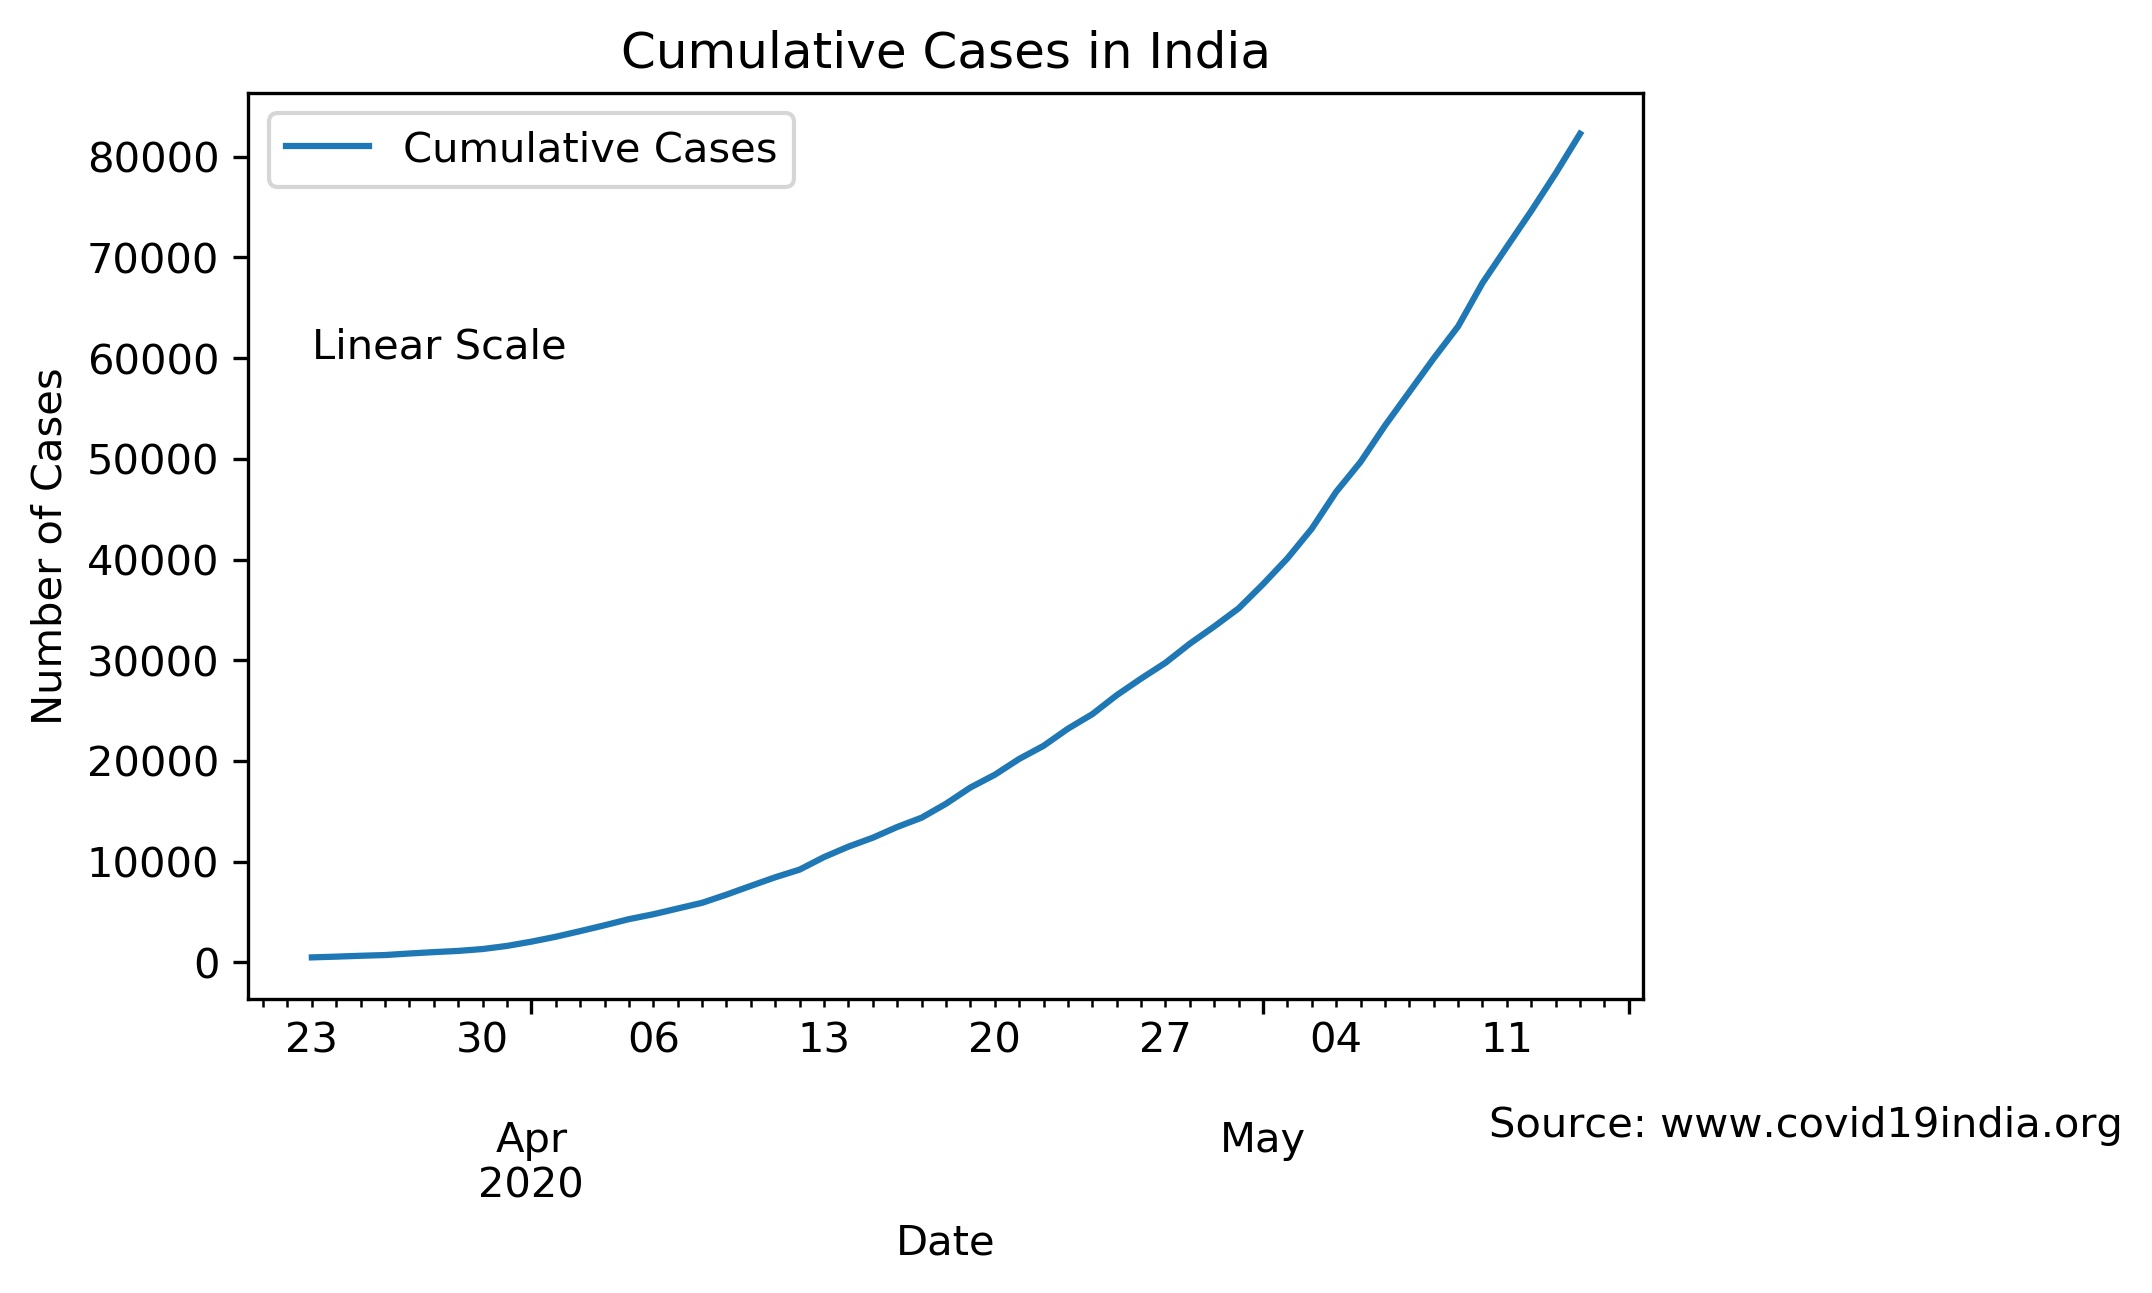 Cumulative Cases in India
Cumulative Cases
Linear Scale
Number of Cases
80000
70000
60000
50000
40000
30000
20000
10000
0
23 30 06 13 20 27 04 11
Apr May
2020
Source: www.covid19india.org
Date